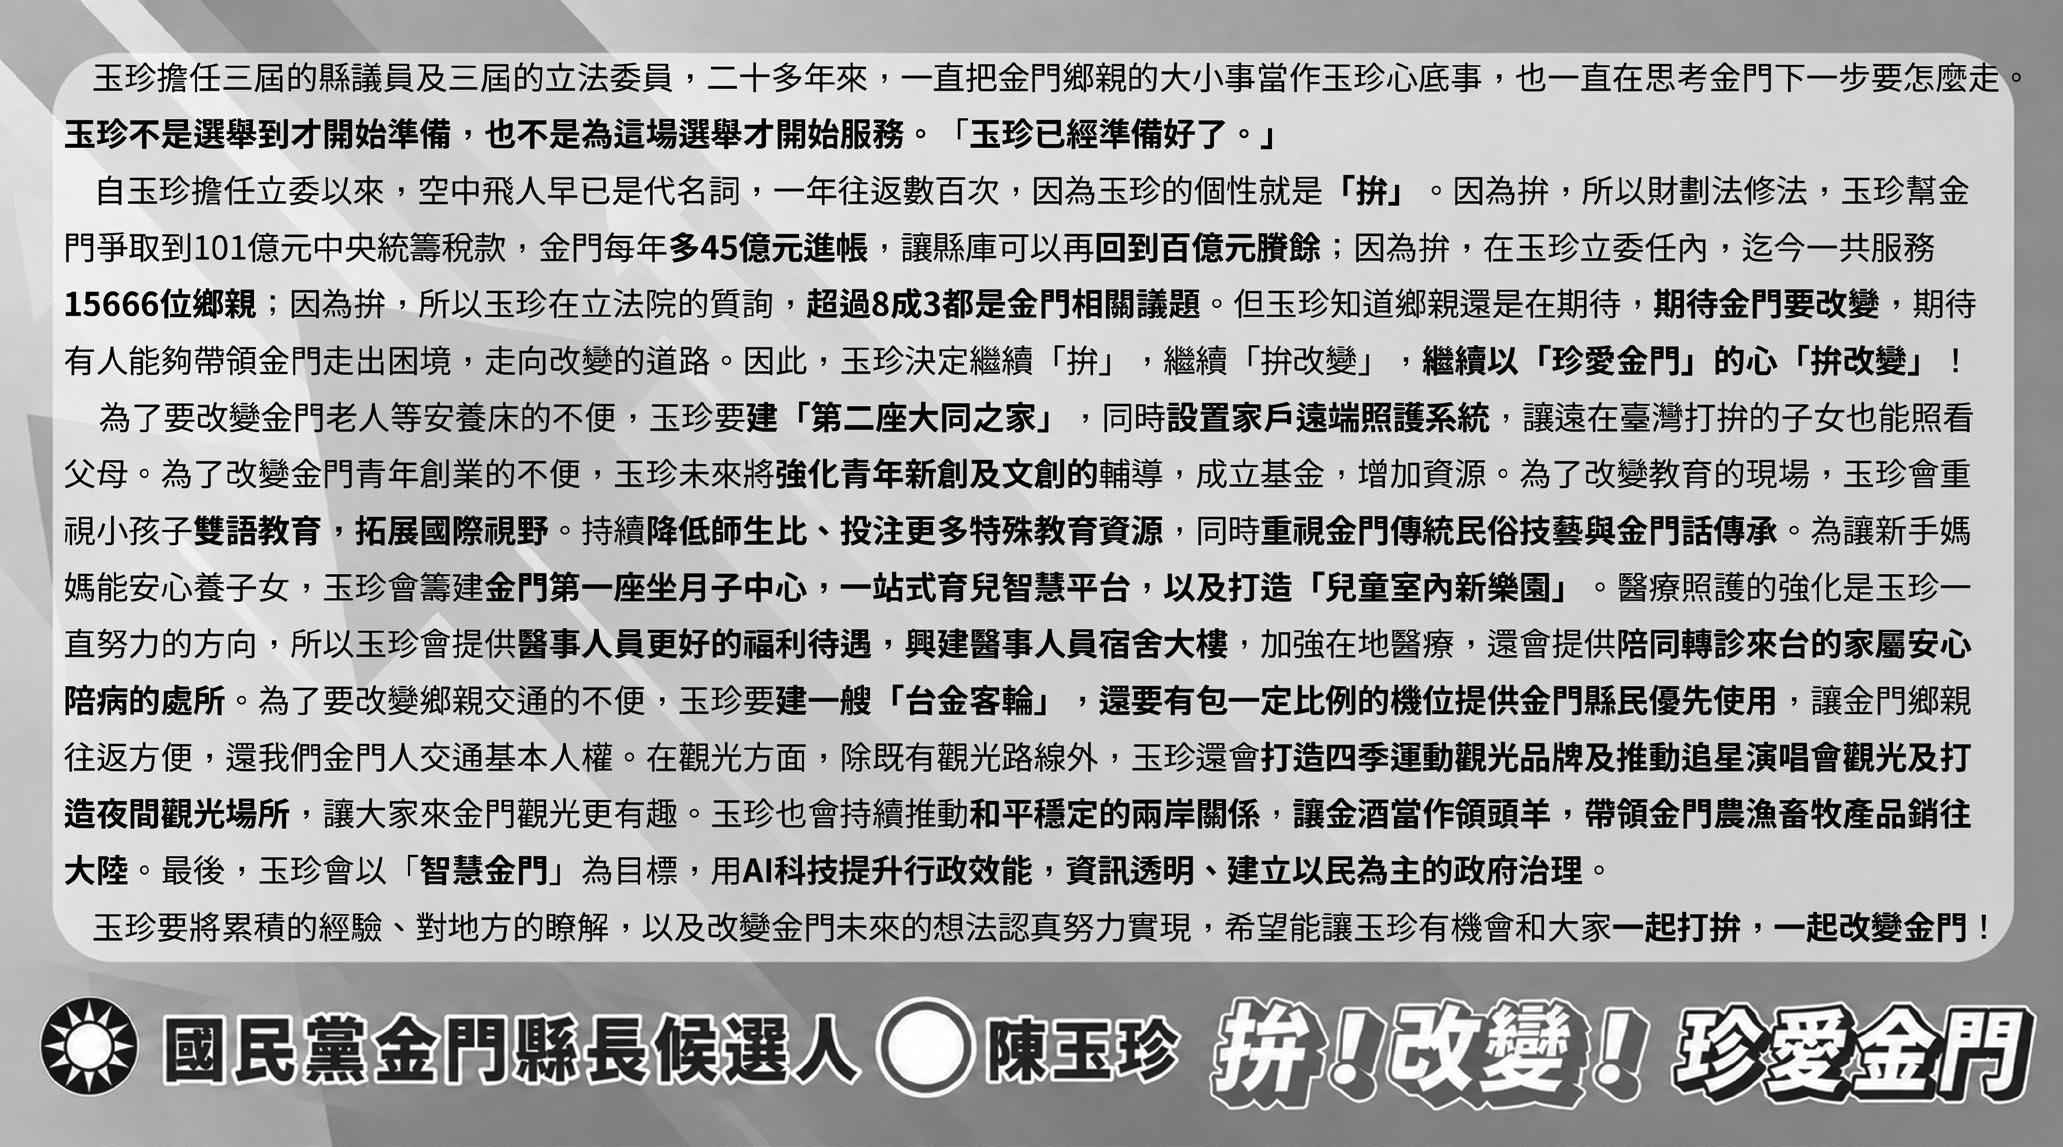 玉珍擔任三屆的縣議員及三屆的立法委員，二十多年來，一直把金門鄉親的大小事當作玉珍心底事，也一直在思考金門下一步要怎麼走。
玉珍不是選舉到才開始準備，也不是為這場選舉才開始服務。「玉珍已經準備好了。」
自玉珍擔任立委以來，空中飛人早已是代名詞，一年往返數百次，因為玉珍的個性就是「拚」。因為拚，所以財劃法修法，玉珍幫金
門爭取到101億元中央統籌稅款，金門每年多45億元進帳，讓縣庫可以再回到百億元賸餘；因為拚，在玉珍立委任內，迄今一共服務
15666位鄉親；因為拚，所以玉珍在立法院的質詢，超過8成3都是金門相關議題。但玉珍知道鄉親還是在期待，期待金門要改變，期待
有人能夠帶領金門走出困境，走向改變的道路。因此，玉珍決定繼續「拚」，繼續「拚改變」，繼續以「珍愛金門」的心「拚改變」！
為了要改變金門老人等安養床的不便，玉珍要建「第二座大同之家」，同時設置家戶遠端照護系統，讓遠在臺灣打拚的子女也能照看
父母。為了改變金門青年創業的不便，玉珍未來將強化青年新創及文創的輔導，成立基金，增加資源。為了改變教育的現場，玉珍會重
視小孩子雙語教育，拓展國際視野。持續降低師生比、投注更多特殊教育資源，同時重視金門傳統民俗技藝與金門話傳承。為讓新手媽
媽能安心養子女，玉珍會籌建金門第一座坐月子中心，一站式育兒智慧平台，以及打造「兒童室內新樂園」。醫療照護的強化是玉珍一
直努力的方向，所以玉珍會提供醫事人員更好的福利待遇，興建醫事人員宿舍大樓，加強在地醫療，還會提供陪同轉診來台的家屬安心
陪病的處所。為了要改變鄉親交通的不便，玉珍要建一艘「台金客輪」，還要有包一定比例的機位提供金門縣民優先使用，讓金門鄉親
往返方便，還我們金門人交通基本人權。在觀光方面，除既有觀光路線外，玉珍還會打造四季運動觀光品牌及推動追星演唱會觀光及打
造夜間觀光場所，讓大家來金門觀光更有趣。玉珍也會持續推動和平穩定的兩岸關係，讓金酒當作領頭羊，帶領金門農漁畜牧產品銷往
大陸。最後，玉珍會以「智慧金門」為目標，用AI科技提升行政效能，資訊透明、建立以民為主的政府治理。
玉珍要將累積的經驗、對地方的瞭解，以及改變金門未來的想法認真努力實現，希望能讓玉珍有機會和大家一起打拚，一起改變金門！
國民黨金門縣長候選人 陳玉珍 拚！改變！珍愛金門